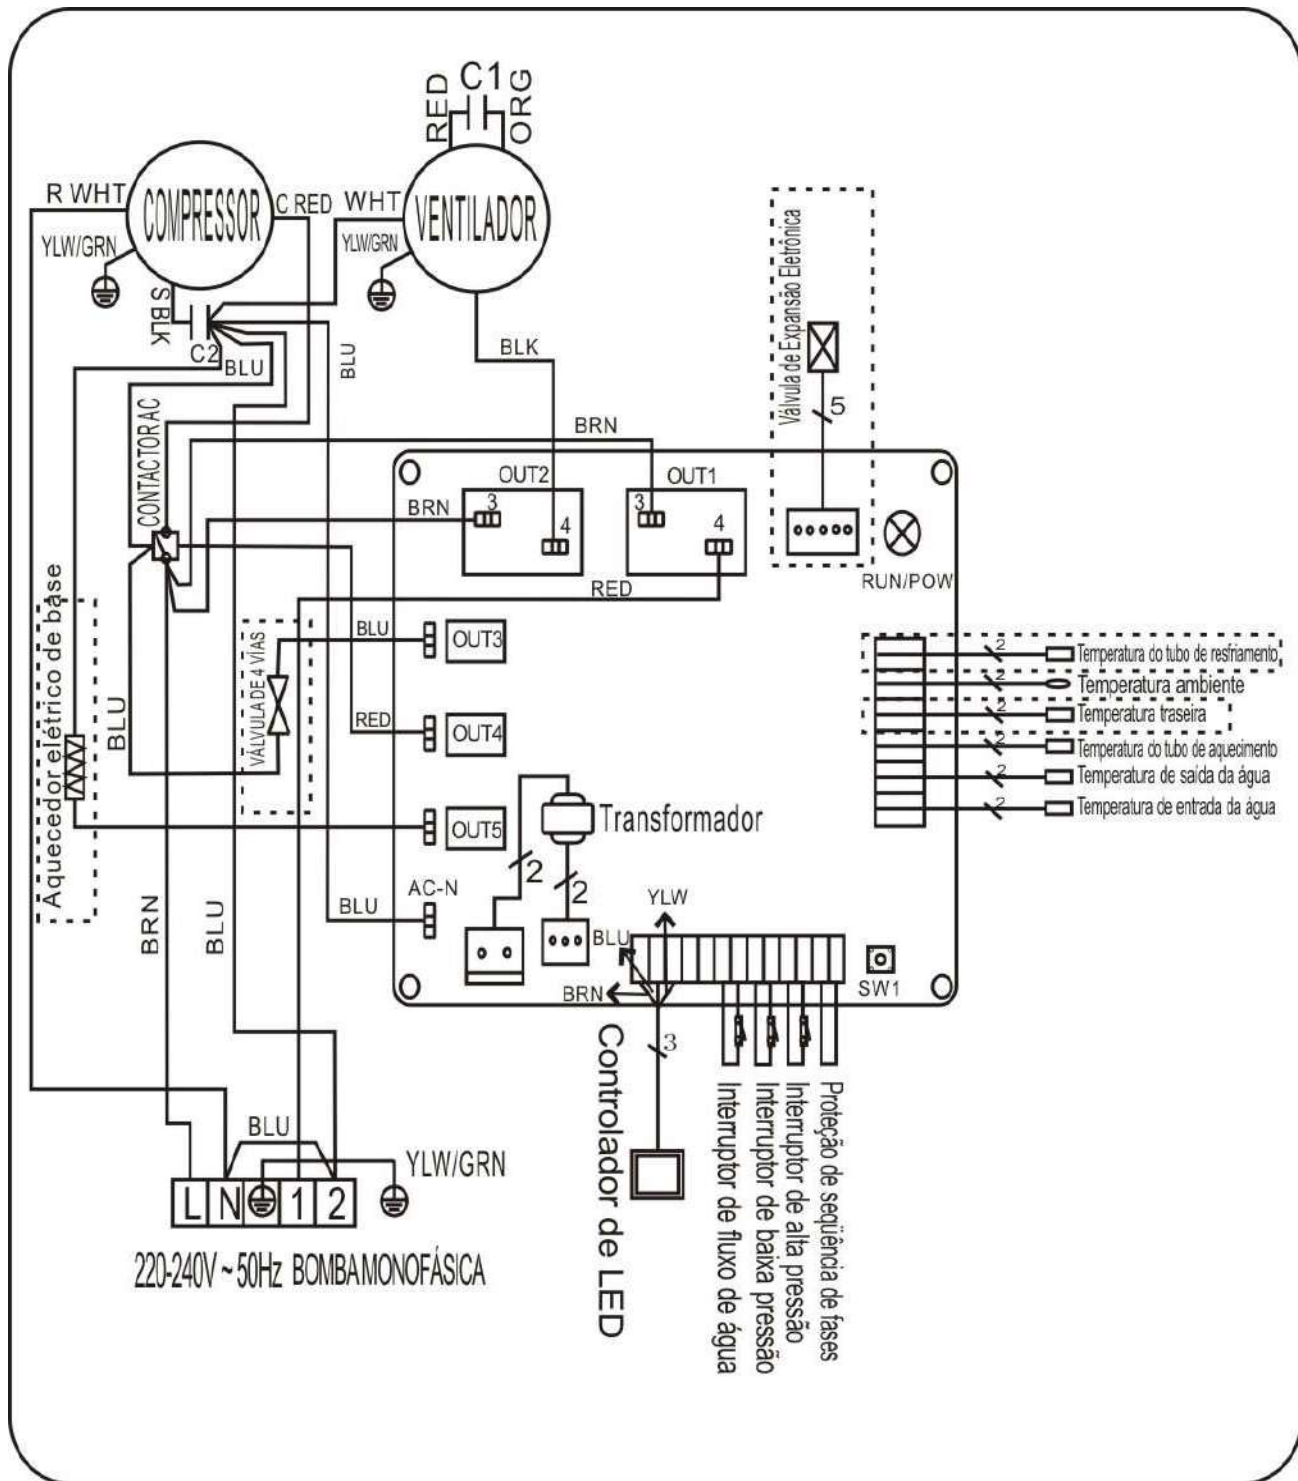 RED
C1
ORG
R WHT
COMPRESSOR
C RED
WHT
VENTILADOR
YLW/GRN
YLW/GRN
S BLK
C2
BLU
BLU
BLK
Válvula de Expansão Eletrônica
5
CONTACTOR AC
BRN
OUT2
OUT1
BRN
3
4
3
4
RUN/POW
RED
Aquecedor elétrico de base
BLU
VÁLVULA DE 4 VÍAS
BLU
OUT3
RED
OUT4
OUT5
Transformador
2
2
2
Temperatura do tubo de resfriamento
2
Temperatura ambiente
2
Temperatura traseira
2
Temperatura do tubo de aquecimento
2
Temperatura de saída da água
2
Temperatura de entrada da água
BRN
BLU
BLU
AC-N
YLW
BLU
BRN
SW1
3
Controlador de LED
Interruptor de fluxo de água
Interruptor de baixa pressão
Interruptor de alta pressão
Proteção de seqüência de fases
BLU
YLW/GRN
L N 1 2
220-240V ~ 50Hz BOMBA MONOFÁSICA